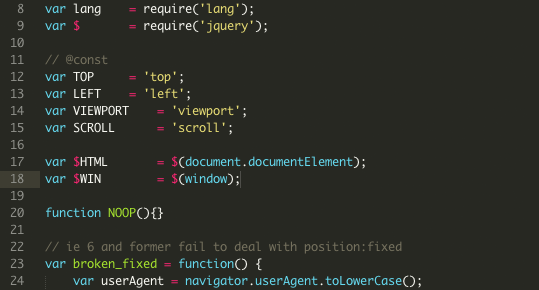 8 var lang    = require('lang');
9 var $       = require('jquery');
10
11 // @const
12 var TOP     = 'top';
13 var LEFT    = 'left';
14 var VIEWPORT    = 'viewport';
15 var SCROLL      = 'scroll';
16
17 var $HTML       = $(document.documentElement);
18 var $WIN        = $(window);
19
20 function NOOP(){}
21
22 // ie 6 and former fail to deal with position:fixed
23 var broken_fixed = function() {
24     var userAgent = navigator.userAgent.toLowerCase();